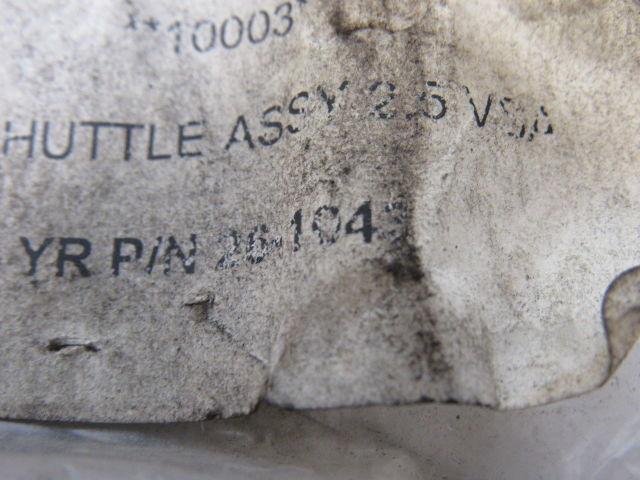 **10003*
HUTTLE ASSY 2.5 VSA
YR P/N 26-1043